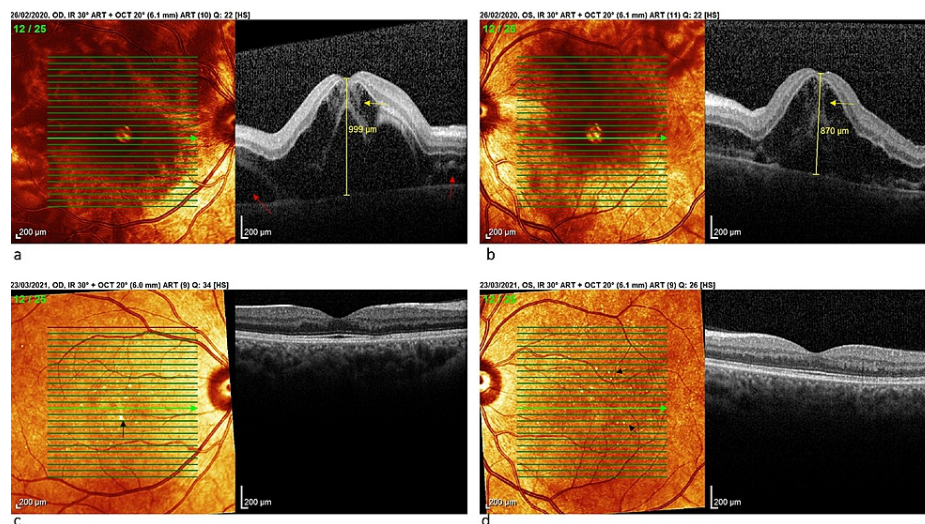 26/02/2020, OD, IR 30° ART + OCT 20° (6.1 mm) ART (10) Q: 22 [HS]
12 / 25
999 µm
200 µm
200 µm
a
26/02/2020, OS, IR 30° ART + OCT 20° (6.1 mm) ART (11) Q: 22 [HS]
12 / 25
870 µm
200 µm
200 µm
b
23/03/2021, OD, IR 30° ART + OCT 20° (6.0 mm) ART (9) Q: 34 [HS]
12 / 25
200 µm
200 µm
c
23/03/2021, OS, IR 30° ART + OCT 20° (6.1 mm) ART (9) Q: 26 [HS]
12 / 25
200 µm
200 µm
d